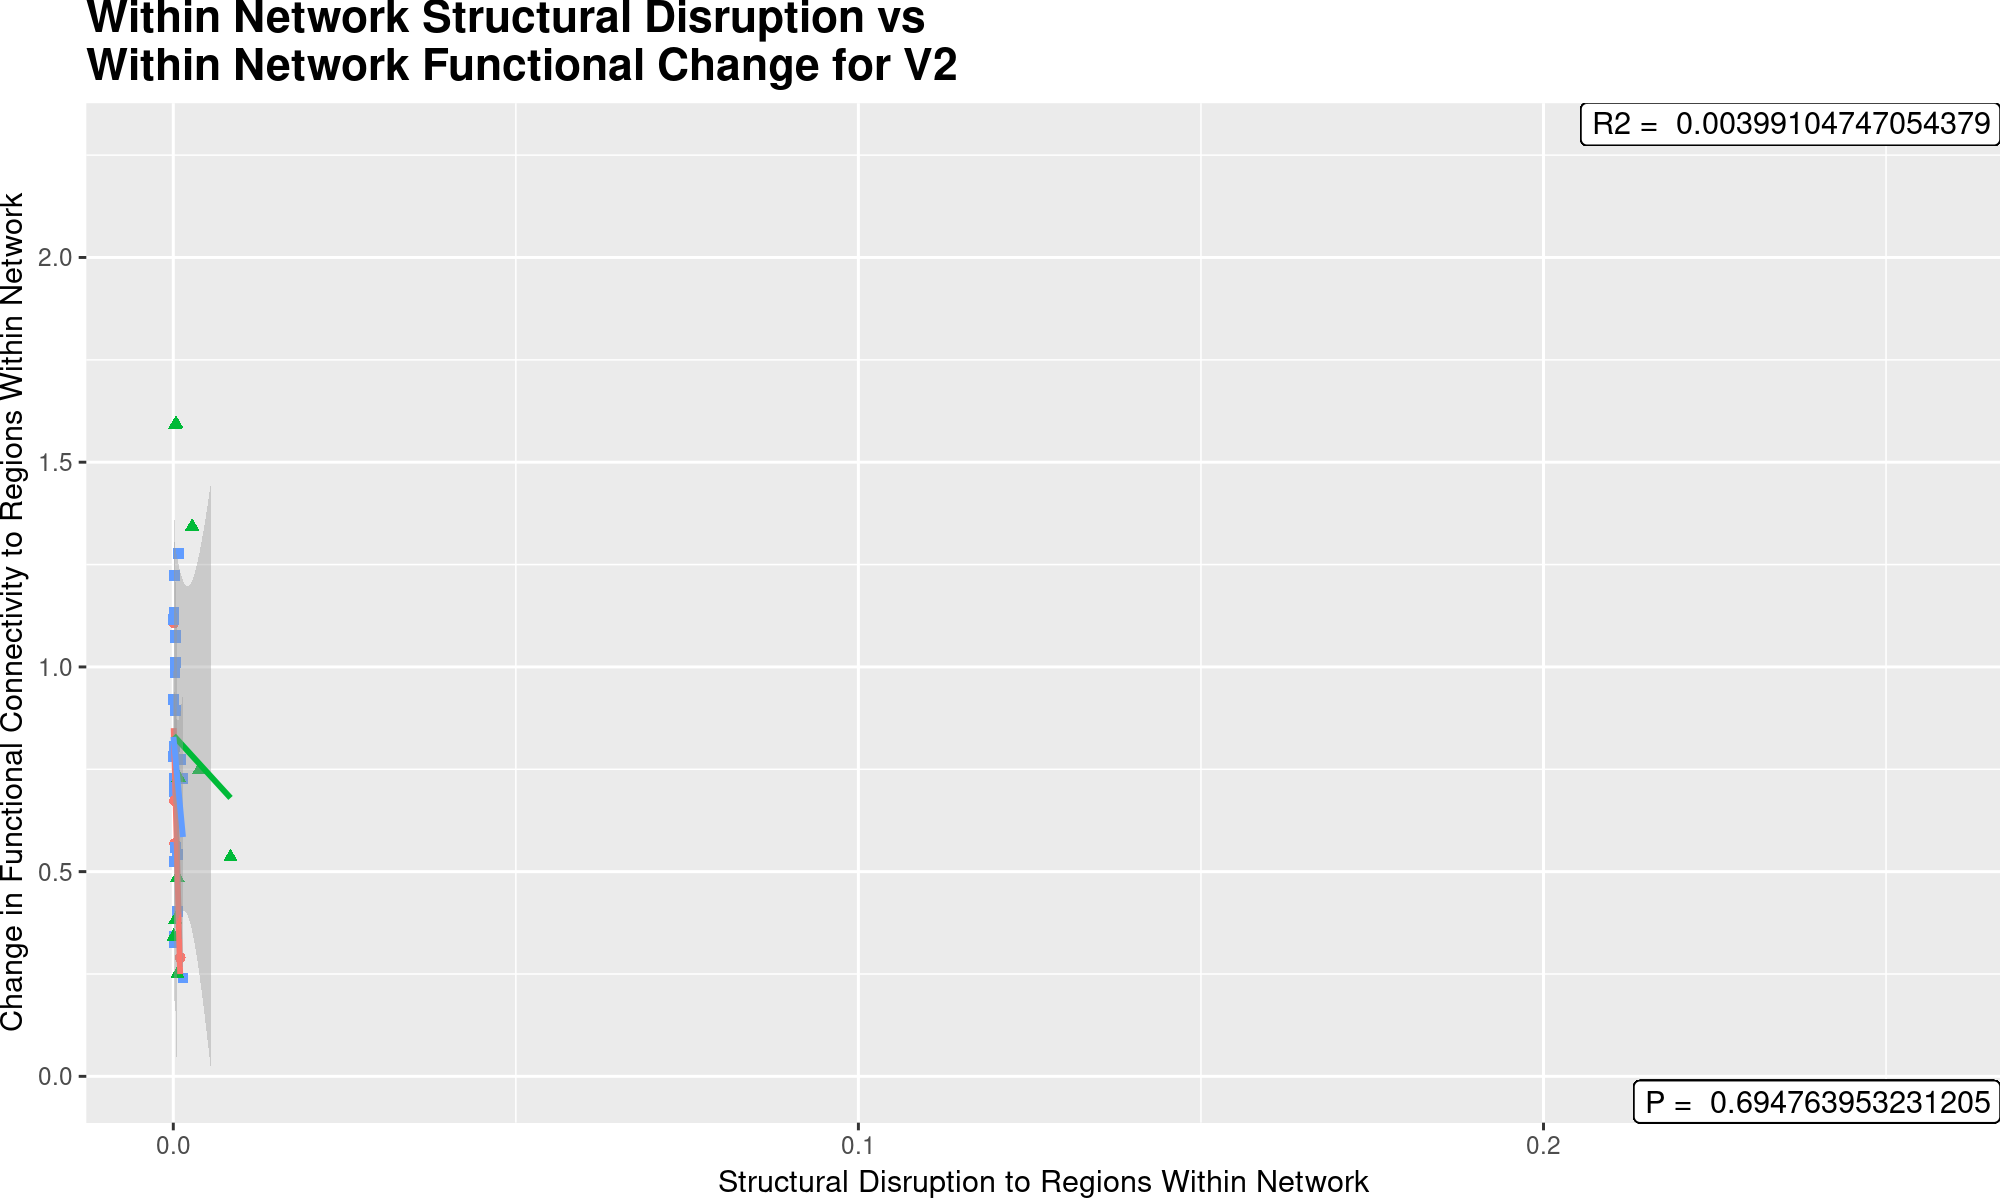 Within Network Structural Disruption vs
Within Network Functional Change for V2
R2 =  0.00399104747054379
Change in Functional Connectivity to Regions Within Network
2.0
1.5
1.0
0.5
0.0
P =  0.694763953231205
0.0
0.1
0.2
Structural Disruption to Regions Within Network